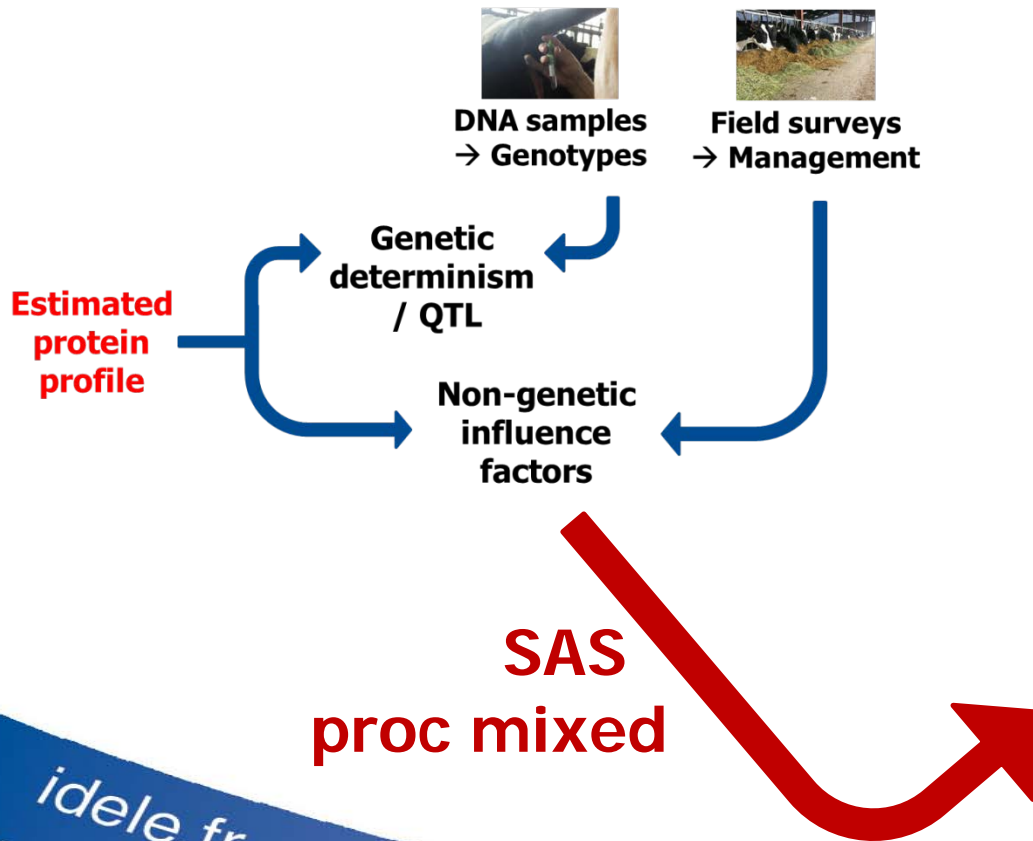 DNA samples
→ Genotypes
Field surveys
→ Management
Genetic
determinism
/ QTL
Estimated
protein
profile
Non-genetic
influence
factors
SAS
proc mixed
idele.fr